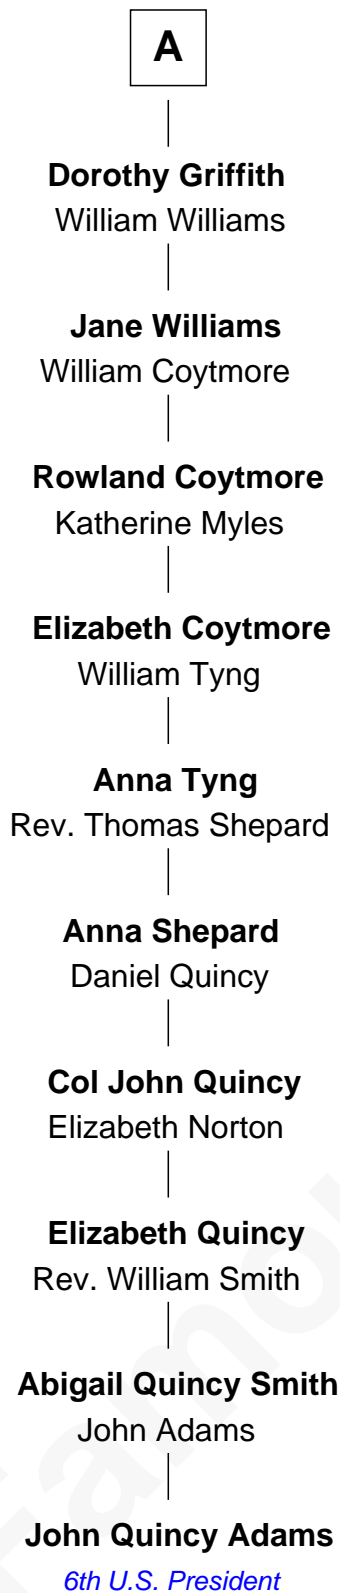 A
Dorothy Griffith
William Williams
Jane Williams
William Coytmore
Rowland Coytmore
Katherine Myles
Elizabeth Coytmore
William Tyng
Anna Tyng
Rev. Thomas Shepard
Anna Shepard
Daniel Quincy
Col John Quincy
Elizabeth Norton
Elizabeth Quincy
Rev. William Smith
Abigail Quincy Smith
John Adams
John Quincy Adams
6th U.S. President